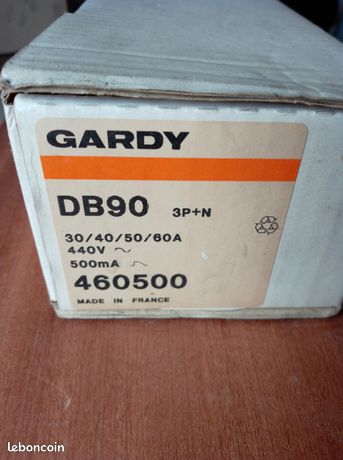 GARDY
DB90 3P+N
30/40/50/60A
440V ~
500mA
460500
MADE IN FRANCE
leboncoin